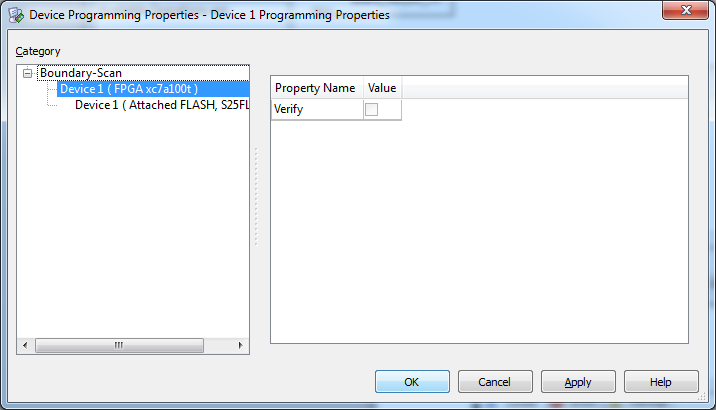 Device Programming Properties - Device 1 Programming Properties
Category
Boundary-Scan
Device 1 ( FPGA xc7a100t )
Device 1 ( Attached FLASH, S25FL
Property Name Value
Verify
OK Cancel Apply Help